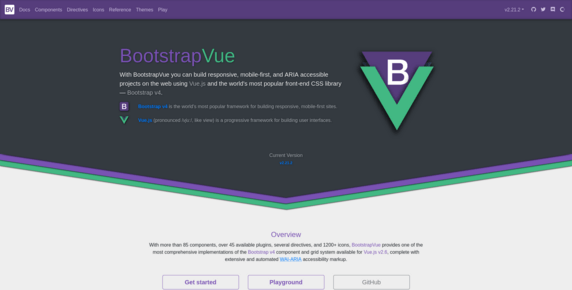 BV Docs Components Directives Icons Reference Themes Play v2.21.2
BootstrapVue
With BootstrapVue you can build responsive, mobile-first, and ARIA accessible
projects on the web using Vue.js and the world's most popular front-end CSS library
— Bootstrap v4.
B Bootstrap v4 is the world's most popular framework for building responsive, mobile-first sites
Vue.js (pronounced /vjuː/, like view) is a progressive framework for building user interfaces
B
Current Version
Overview
With more than 85 components, over 45 available plugins, several directives, and 1200+ icons, BootstrapVue provides one of the
most comprehensive implementations of the Bootstrap v4 component and grid system available for Vue.js v2.6, complete with
extensive and automated WAI-ARIA accessibility markup.
Get started Playground GitHub